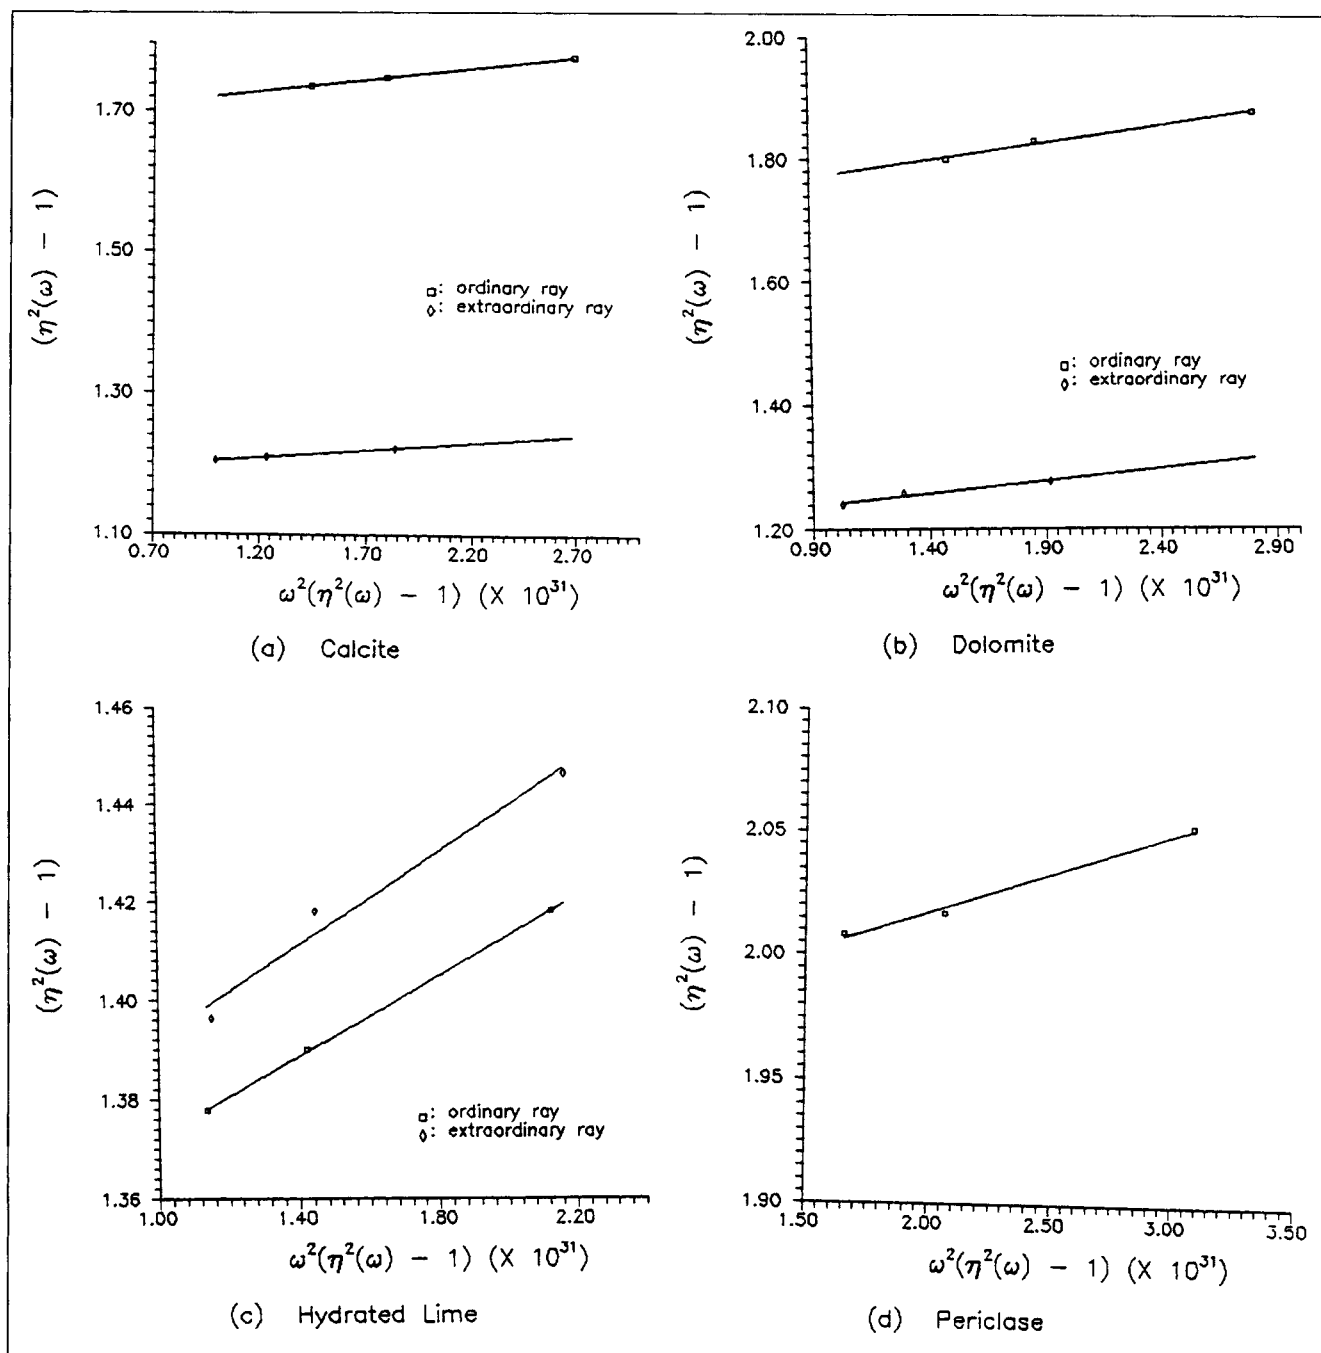 1.70
1.50
1.30
1.10
(η²(ω) − 1)
□: ordinary ray
◊: extraordinary ray
0.70 1.20 1.70 2.20 2.70
ω²(η²(ω) − 1) (X 10³¹)
(a) Calcite
2.00
1.80
1.60
1.40
1.20
(η²(ω) − 1)
□: ordinary ray
◊: extraordinary ray
0.90 1.40 1.90 2.40 2.90
ω²(η²(ω) − 1) (X 10³¹)
(b) Dolomite
1.46
1.44
1.42
1.40
1.38
1.36
(η²(ω) − 1)
□: ordinary ray
◊: extraordinary ray
1.00 1.40 1.80 2.20
ω²(η²(ω) − 1) (X 10³¹)
(c) Hydrated Lime
2.10
2.05
2.00
1.95
1.90
(η²(ω) − 1)
1.50 2.00 2.50 3.00 3.50
ω²(η²(ω) − 1) (X 10³¹)
(d) Periclase